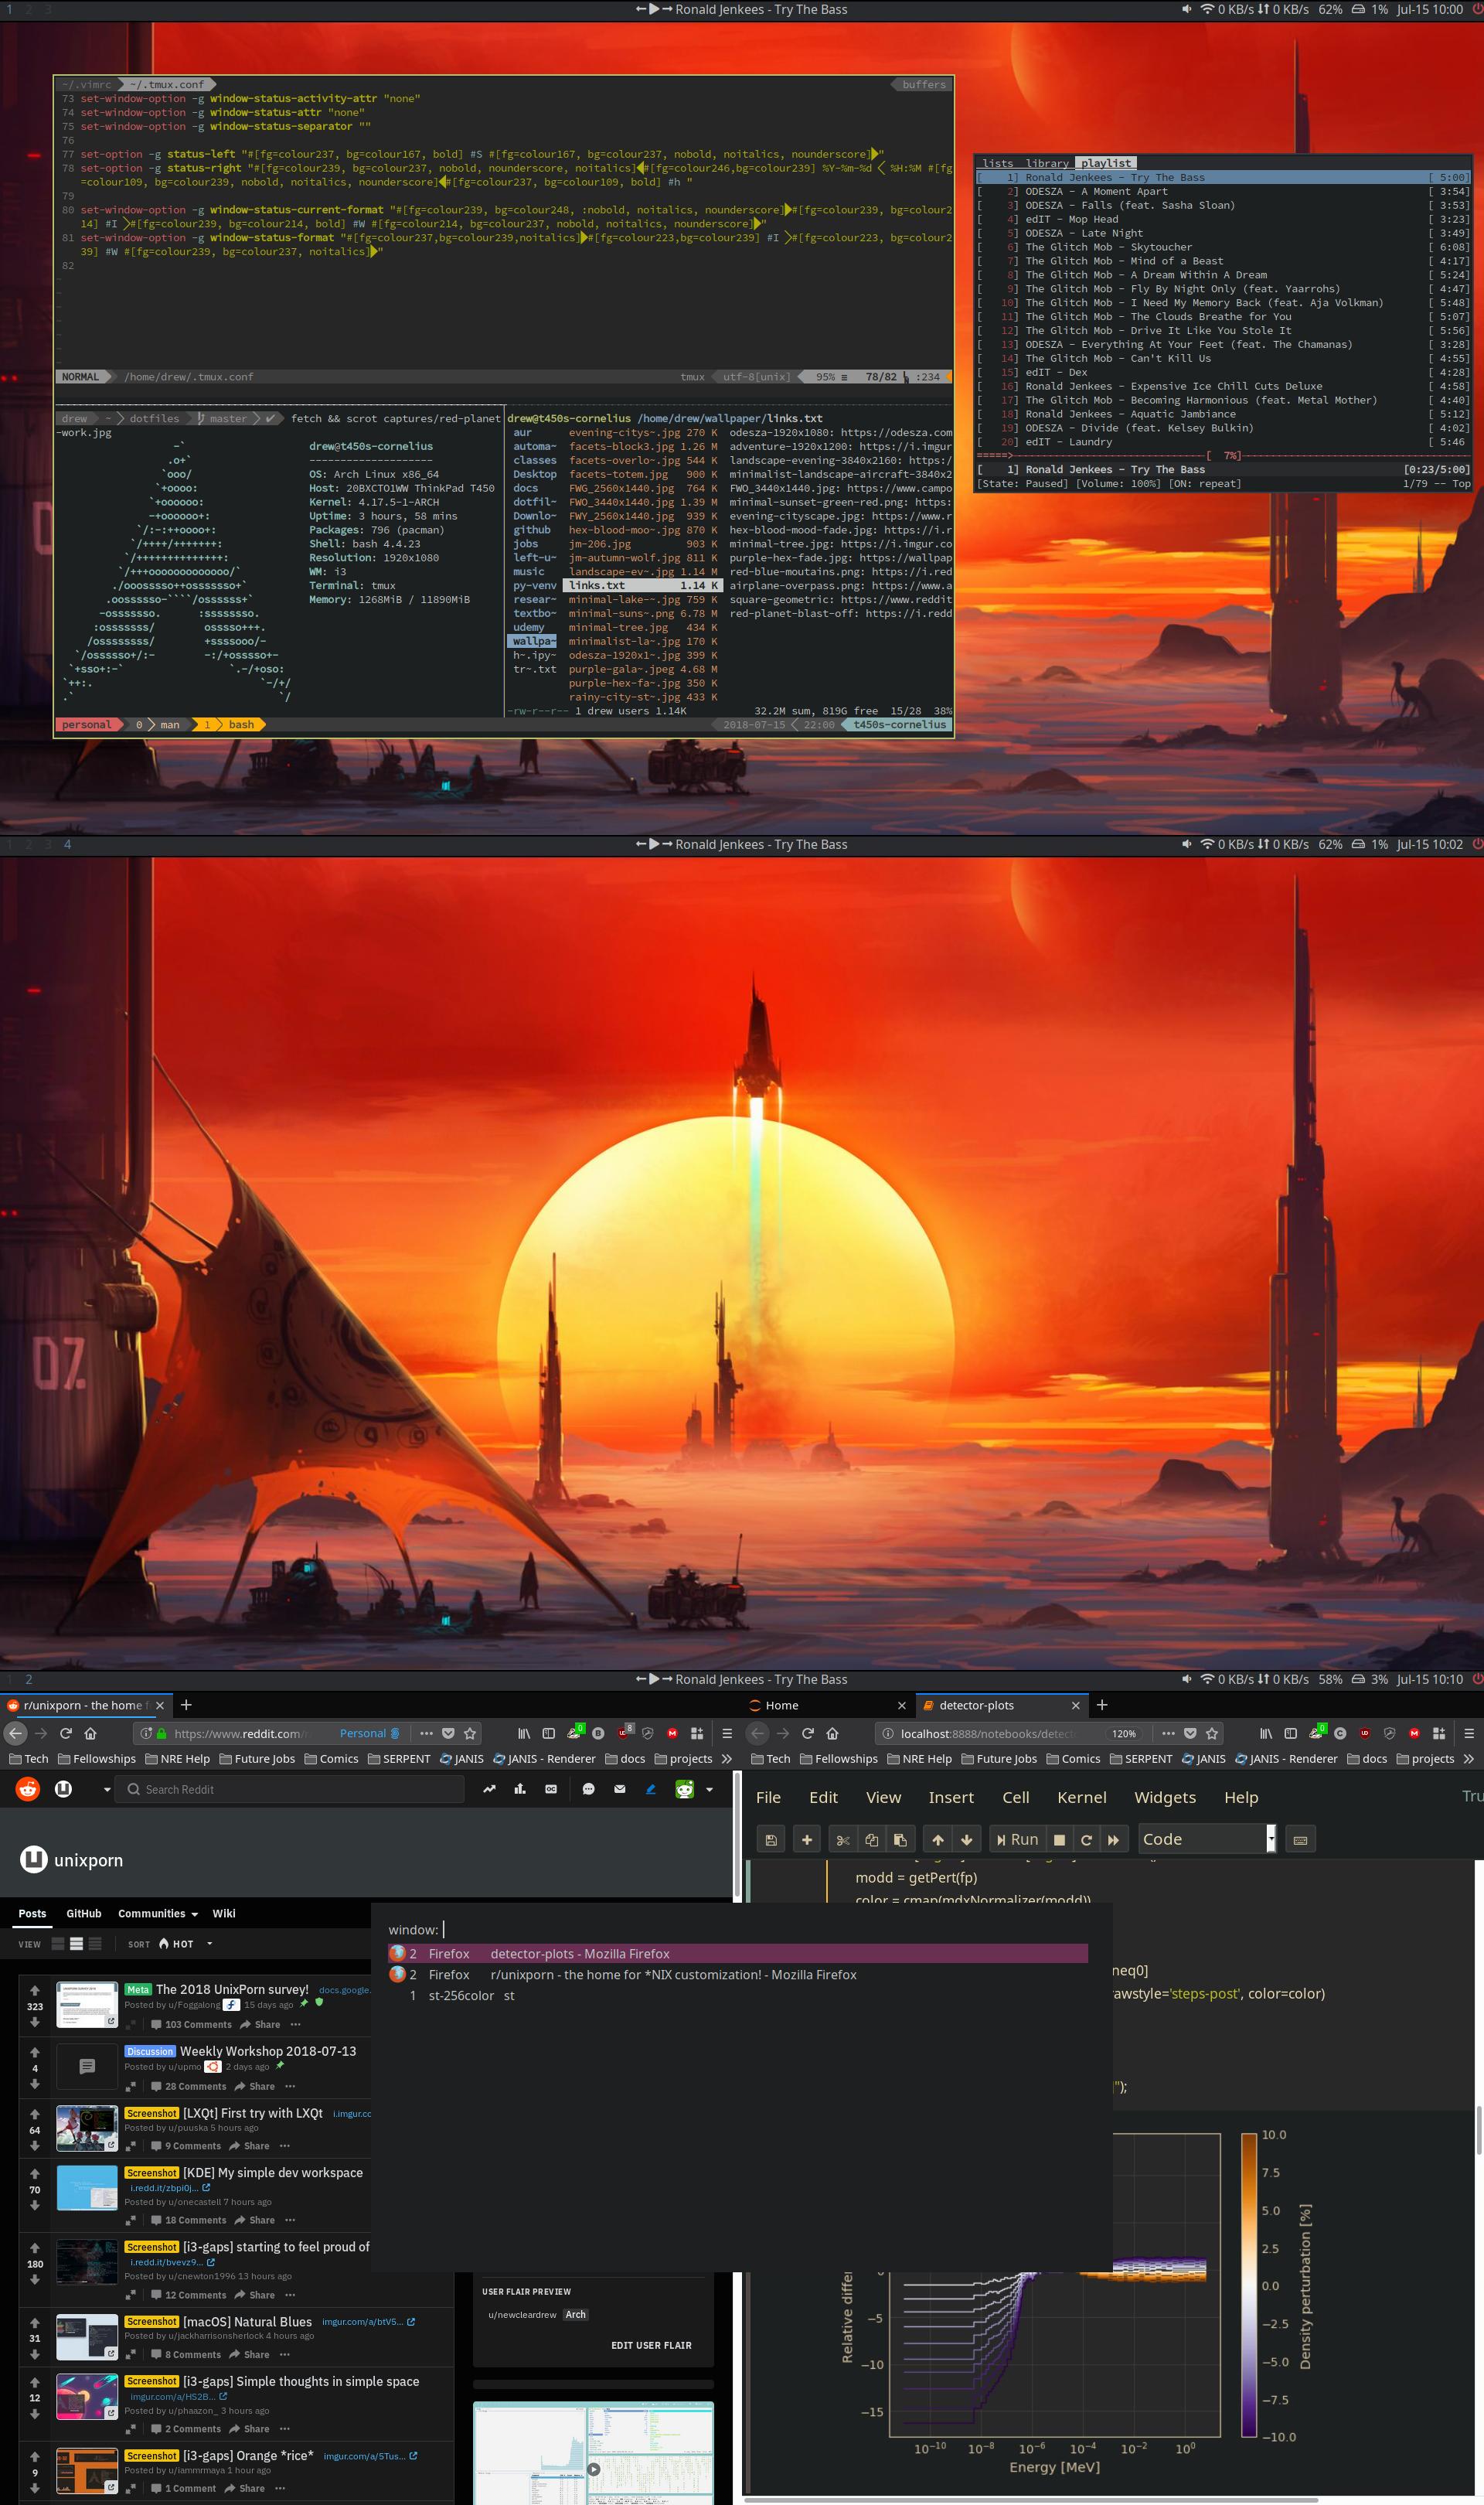 1 2 3
Ronald Jenkees - Try The Bass
0 KB/s 0 KB/s 62% 1% Jul-15 10:00
~/.vimrc ~/.tmux.conf buffers
73 set-window-option -g window-status-activity-attr "none"
74 set-window-option -g window-status-attr "none"
75 set-window-option -g window-status-separator ""
76
77 set-option -g status-left "#[fg=colour237, bg=colour167, bold] #S #[fg=colour167, bg=colour237, nobold, noitalics, nounderscore]"
78 set-option -g status-right "#[fg=colour239, bg=colour237, nobold, nounderscore, noitalics]#[fg=colour246,bg=colour239] %Y-%m-%d %H:%M #[fg
=colour109, bg=colour239, nobold, noitalics, nounderscore]#[fg=colour237, bg=colour109, bold] #h "
79
80 set-window-option -g window-status-current-format "#[fg=colour239, bg=colour248, :nobold, noitalics, nounderscore]#[fg=colour239, bg=colour2
14] #I #[fg=colour239, bg=colour214, bold] #W #[fg=colour214, bg=colour237, nobold, noitalics, nounderscore]"
81 set-window-option -g window-status-format "#[fg=colour237,bg=colour239,noitalics]#[fg=colour223,bg=colour239] #I #[fg=colour223, bg=colour2
39] #W #[fg=colour239, bg=colour237, noitalics]"
82
NORMAL /home/drew/.tmux.conf tmux utf-8[unix] 95% ≡ 78/82 :234
drew ~ dotfiles master ✔ fetch && scrot captures/red-planet
-work.jpg
drew@t450s-cornelius
--------------------
OS: Arch Linux x86_64
Host: 20BXCTO1WW ThinkPad T450
Kernel: 4.17.5-1-ARCH
Uptime: 3 hours, 58 mins
Packages: 796 (pacman)
Shell: bash 4.4.23
Resolution: 1920x1080
WM: i3
Terminal: tmux
Memory: 1268MiB / 11890MiB
drew@t450s-cornelius /home/drew/wallpaper/links.txt
aur evening-citys~.jpg 270 K odesza-1920x1080: https://odesza.com
automa~ facets-block3.jpg 1.26 M adventure-1920x1200: https://i.imgur
classes facets-overlo~.jpg 544 K landscape-evening-3840x2160: https:/
Desktop facets-totem.jpg 900 K minimalist-landscape-aircraft-3840x2
docs FWG_2560x1440.jpg 764 K FWO_3440x1440.jpg: https://www.campo
dotfil~ FWO_3440x1440.jpg 1.39 M minimal-sunset-green-red.png: https:
Downlo~ FWY_2560x1440.jpg 939 K evening-cityscape.jpg: https://www.r
github hex-blood-moo~.jpg 870 K hex-blood-mood-fade.jpg: https://i.r
jobs jm-206.jpg 903 K minimal-tree.jpg: https://i.imgur.co
left-u~ jm-autumn-wolf.jpg 811 K purple-hex-fade.jpg: https://wallpap
music landscape-ev~.jpg 1.14 M red-blue-moutains.png: https://i.red
py-venv links.txt 1.14 K airplane-overpass.png: https://www.a
resear~ minimal-lake-~.jpg 759 K square-geometric: https://www.reddit
textbo~ minimal-suns~.png 6.78 M red-planet-blast-off: https://i.redd
udemy minimal-tree.jpg 434 K
wallpa~ minimalist-la~.jpg 170 K
h~.ipy~ odesza-1920x1~.jpg 399 K
tr~.txt purple-gala~.jpeg 4.68 M
purple-hex-fa~.jpg 350 K
rainy-city-st~.jpg 433 K
-rw-r--r-- 1 drew users 1.14K 32.2M sum, 819G free 15/28 38%
personal 0 man 1 bash 2018-07-15 22:00 t450s-cornelius
lists library playlist
[ 1] Ronald Jenkees - Try The Bass [ 5:00]
[ 2] ODESZA - A Moment Apart [ 3:54]
[ 3] ODESZA - Falls (feat. Sasha Sloan) [ 3:53]
[ 4] edIT - Mop Head [ 3:23]
[ 5] ODESZA - Late Night [ 3:49]
[ 6] The Glitch Mob - Skytoucher [ 6:08]
[ 7] The Glitch Mob - Mind of a Beast [ 4:17]
[ 8] The Glitch Mob - A Dream Within A Dream [ 5:24]
[ 9] The Glitch Mob - Fly By Night Only (feat. Yaarrohs) [ 4:47]
[ 10] The Glitch Mob - I Need My Memory Back (feat. Aja Volkman) [ 5:48]
[ 11] The Glitch Mob - The Clouds Breathe for You [ 5:07]
[ 12] The Glitch Mob - Drive It Like You Stole It [ 5:56]
[ 13] ODESZA - Everything At Your Feet (feat. The Chamanas) [ 3:28]
[ 14] The Glitch Mob - Can't Kill Us [ 4:55]
[ 15] edIT - Dex [ 4:28]
[ 16] Ronald Jenkees - Expensive Ice Chill Cuts Deluxe [ 4:58]
[ 17] The Glitch Mob - Becoming Harmonious (feat. Metal Mother) [ 4:40]
[ 18] Ronald Jenkees - Aquatic Jambiance [ 5:12]
[ 19] ODESZA - Divide (feat. Kelsey Bulkin) [ 4:02]
[ 20] edIT - Laundry [ 5:46
[ 7%]
[ 1] Ronald Jenkees - Try The Bass [0:23/5:00]
[State: Paused] [Volume: 100%] [ON: repeat] 1/79 -- Top
1 2 3 4
Ronald Jenkees - Try The Bass
0 KB/s 0 KB/s 62% 1% Jul-15 10:02
07
1 2
Ronald Jenkees - Try The Bass
0 KB/s 0 KB/s 58% 3% Jul-15 10:10
r/unixporn - the home f
https://www.reddit.com/r Personal
Tech Fellowships NRE Help Future Jobs Comics SERPENT JANIS JANIS - Renderer docs projects
Search Reddit
unixporn
Posts GitHub Communities Wiki
VIEW SORT HOT
323 Meta The 2018 UnixPorn survey! docs.google.
Posted by u/Foggalong 15 days ago
103 Comments Share
4 Discussion Weekly Workshop 2018-07-13
Posted by u/upmo 2 days ago
28 Comments Share
64 Screenshot [LXQt] First try with LXQt i.imgur.cc
Posted by u/puuska 5 hours ago
9 Comments Share
70 Screenshot [KDE] My simple dev workspace
i.redd.it/zbpi0j...
Posted by u/onecastell 7 hours ago
18 Comments Share
180 Screenshot [i3-gaps] starting to feel proud of
i.redd.it/bvevz9...
Posted by u/cnewton1996 13 hours ago
12 Comments Share
31 Screenshot [macOS] Natural Blues imgur.com/a/btV5...
Posted by u/jackharrisonsherlock 4 hours ago
8 Comments Share
12 Screenshot [i3-gaps] Simple thoughts in simple space
imgur.com/a/HS2B...
Posted by u/phaazon_ 3 hours ago
2 Comments Share
9 Screenshot [i3-gaps] Orange *rice* imgur.com/a/5Tus...
Posted by u/iammrmaya 1 hour ago
1 Comment Share
USER FLAIR PREVIEW
u/newcleardrew Arch
EDIT USER FLAIR
window:
2 Firefox detector-plots - Mozilla Firefox
2 Firefox r/unixporn - the home for *NIX customization! - Mozilla Firefox
1 st-256color st
Home detector-plots
localhost:8888/notebooks/detec 120%
Tech Fellowships NRE Help Future Jobs Comics SERPENT JANIS JANIS - Renderer docs projects
File Edit View Insert Cell Kernel Widgets Help Tru
Run Code
modd = getPert(fp)
color = cmap(mdxNormalizer(modd))
neq0]
awstyle='steps-post', color=color)
");
0
−5
−10
−15
Relative differ
10⁻¹⁰ 10⁻⁸ 10⁻⁶ 10⁻⁴ 10⁻² 10⁰
Energy [MeV]
10.0
7.5
5.0
2.5
0.0
−2.5
−5.0
−7.5
−10.0
Density perturbation [%]